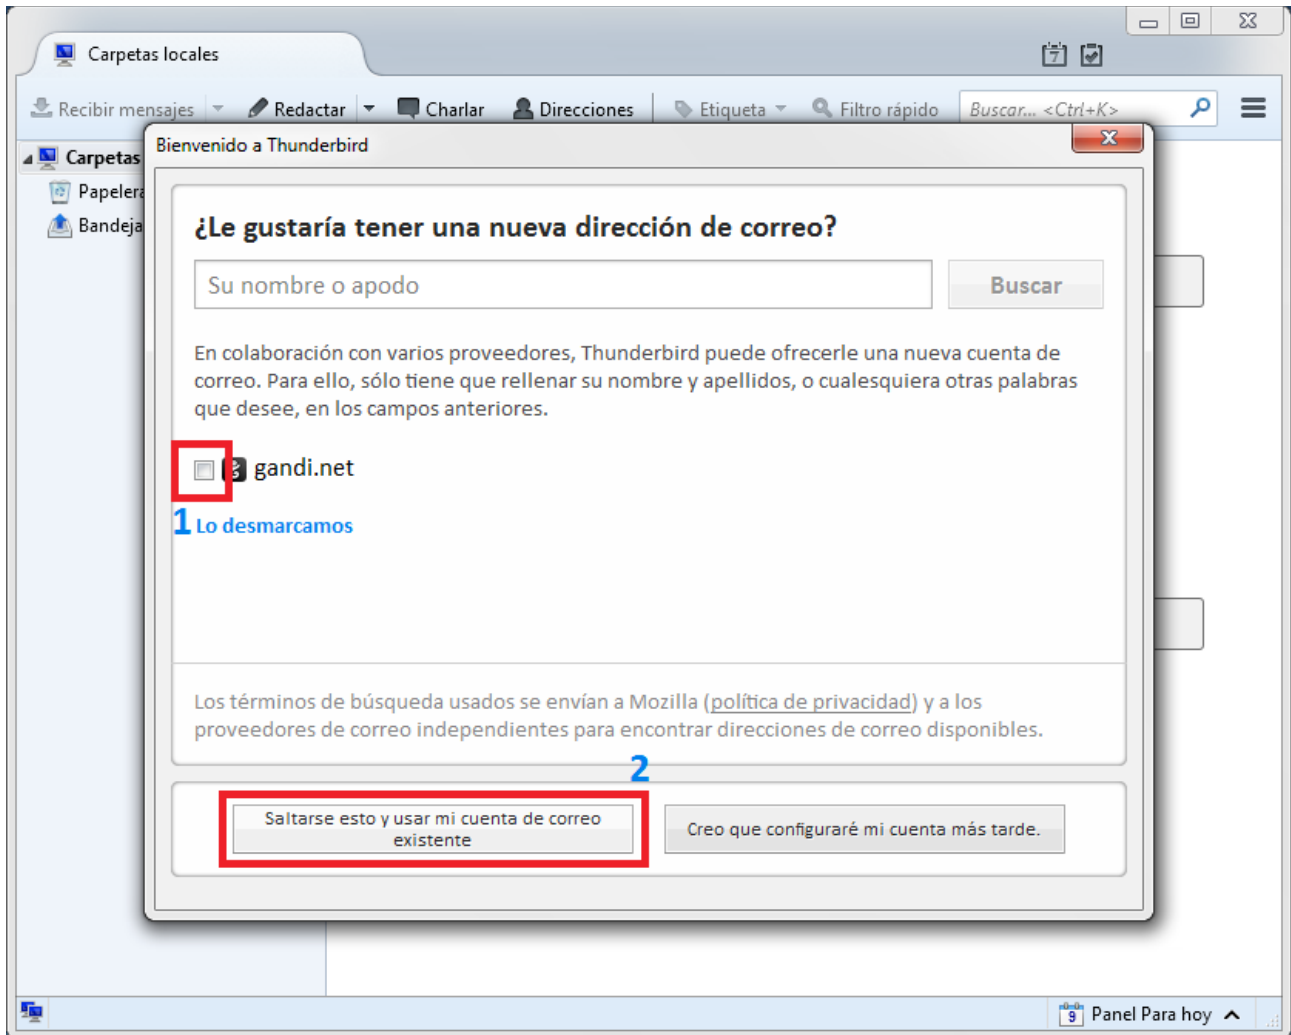 Carpetas locales
7
Recibir mensajes Redactar Charlar Direcciones Etiqueta Filtro rápido Buscar... <Ctrl+K>
Bienvenido a Thunderbird
Carpetas
Papelera
Bandeja
¿Le gustaría tener una nueva dirección de correo?
Su nombre o apodo Buscar
En colaboración con varios proveedores, Thunderbird puede ofrecerle una nueva cuenta de
correo. Para ello, sólo tiene que rellenar su nombre y apellidos, o cualesquiera otras palabras
que desee, en los campos anteriores.
gandi.net
1 Lo desmarcamos
Los términos de búsqueda usados se envían a Mozilla (política de privacidad) y a los
proveedores de correo independientes para encontrar direcciones de correo disponibles.
2
Saltarse esto y usar mi cuenta de correo
existente
Creo que configuraré mi cuenta más tarde.
9 Panel Para hoy